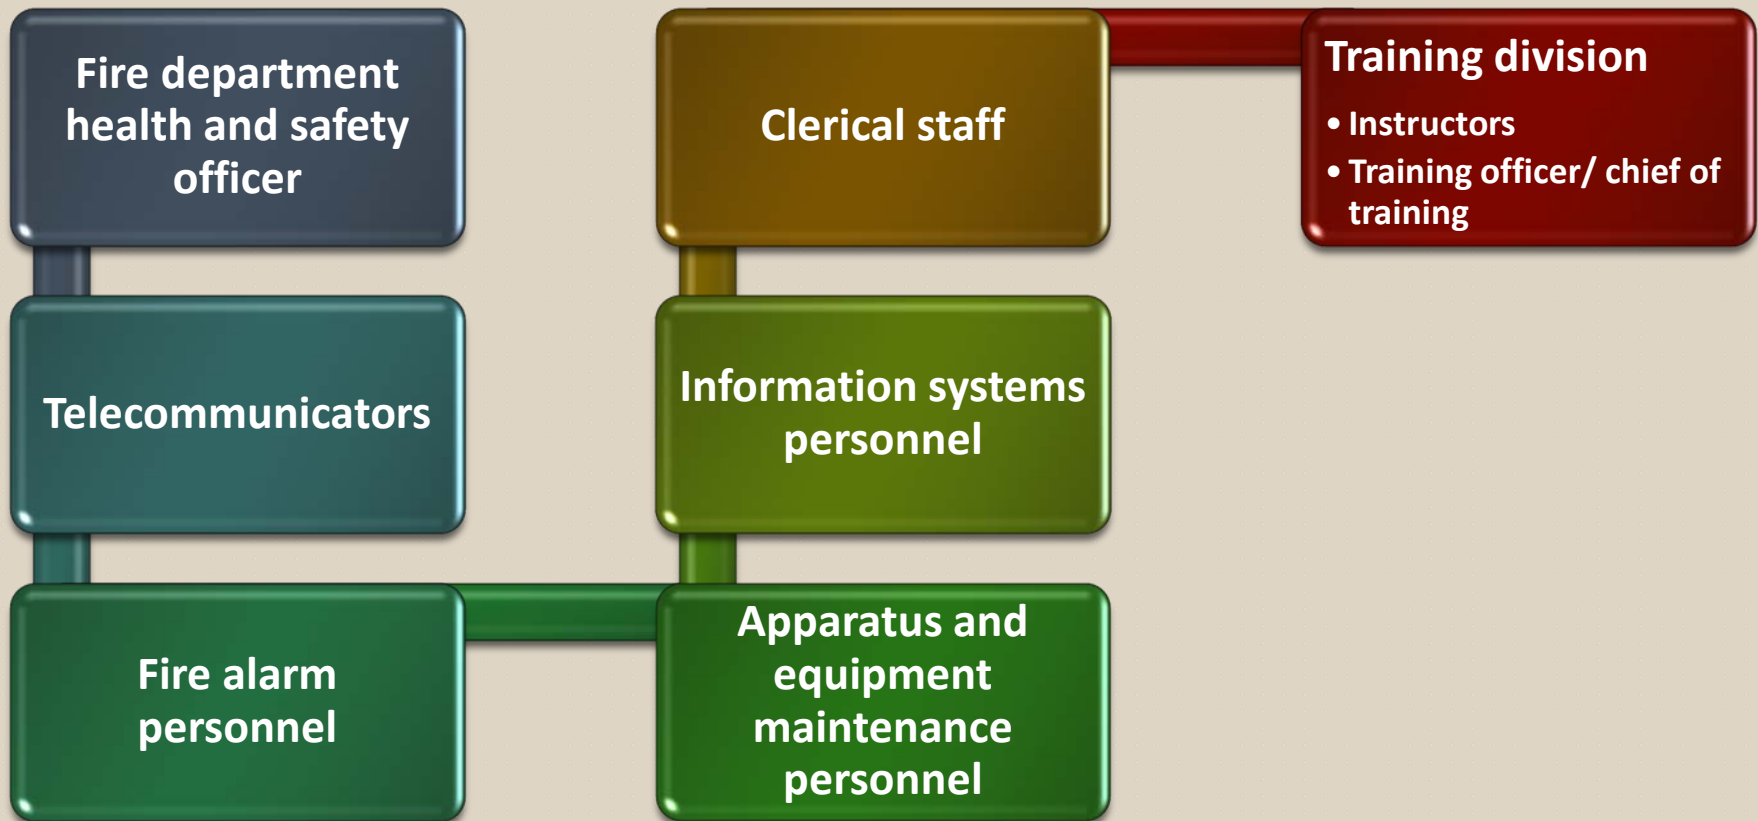 Fire department
health and safety
officer
Telecommunicators
Fire alarm
personnel
Apparatus and
equipment
maintenance
personnel
Information systems
personnel
Clerical staff
Training division
• Instructors
• Training officer/ chief of
training